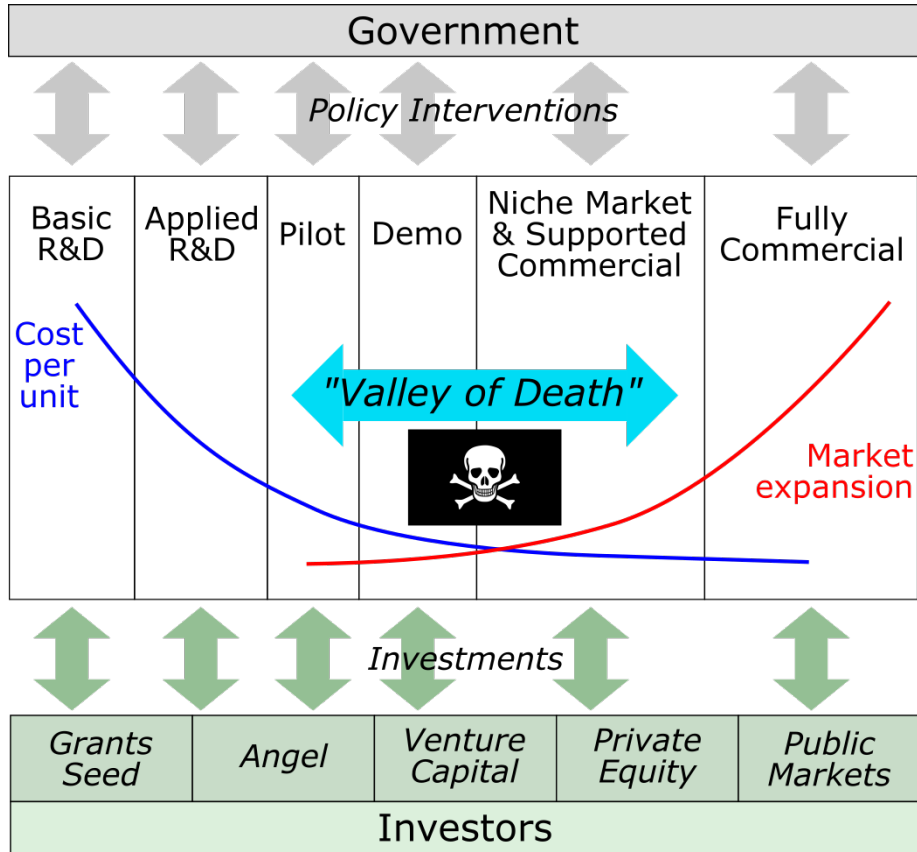 Government
Policy Interventions
Basic
R&D
Applied
R&D
Pilot
Demo
Niche Market
& Supported
Commercial
Fully
Commercial
Cost
per
unit
"Valley of Death"
Market
expansion
Investments
Grants
Seed
Angel
Venture
Capital
Private
Equity
Public
Markets
Investors